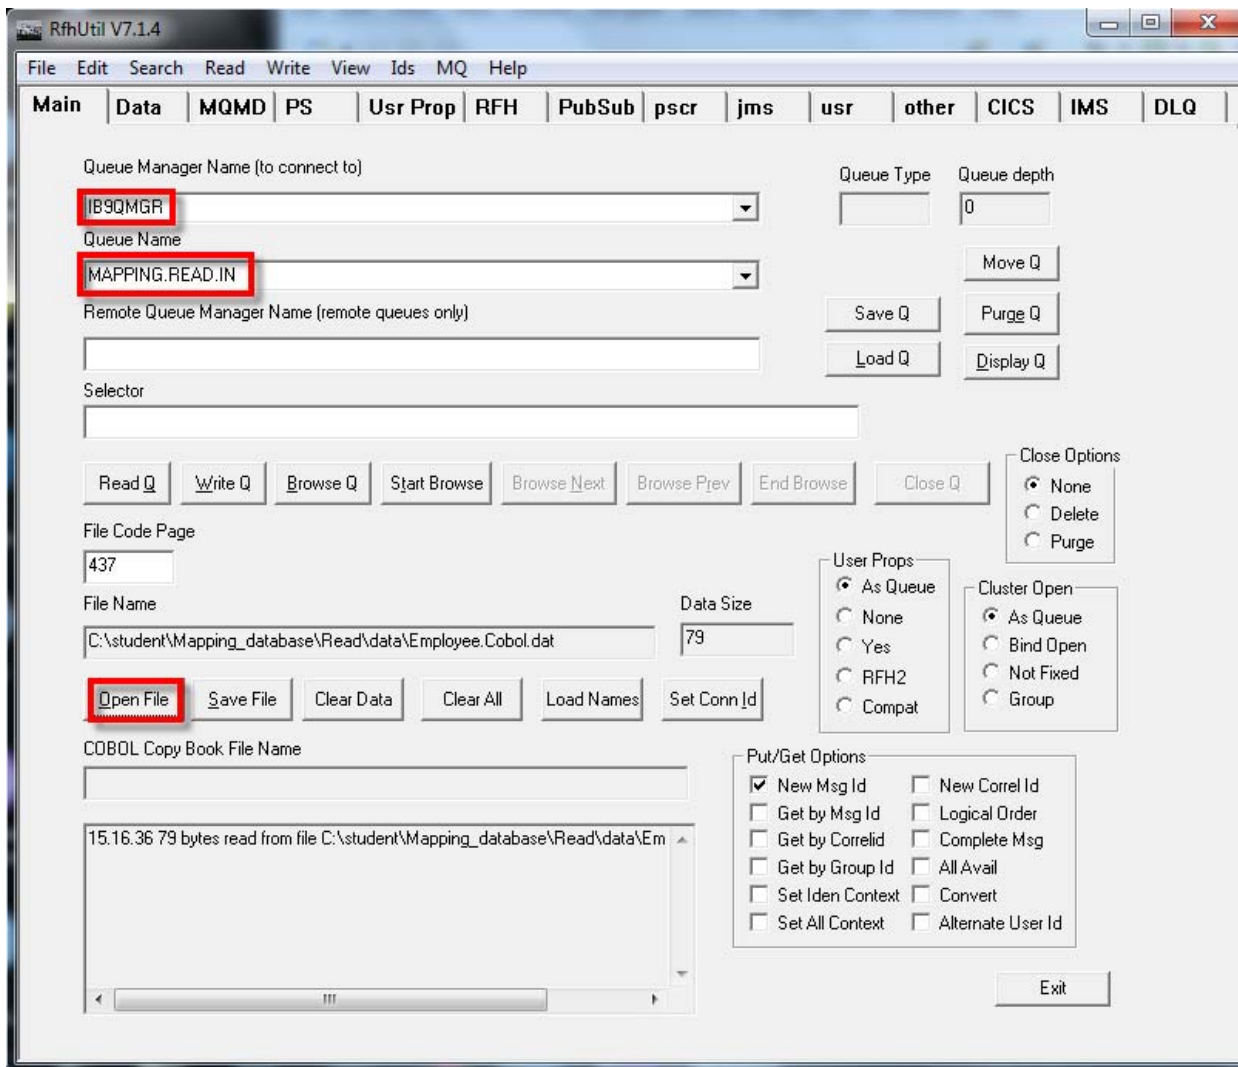 RfhUtil V7.1.4
File Edit Search Read Write View Ids MQ Help
Main Data MQMD PS Usr Prop RFH PubSub pscr jms usr other CICS IMS DLQ
Queue Manager Name (to connect to)
Queue Type Queue depth
IB9QMGR
0
Queue Name
MAPPING.READ.IN
Move Q
Remote Queue Manager Name (remote queues only)
Save Q Purge Q
Load Q Display Q
Selector
Close Options
Read Q Write Q Browse Q Start Browse Browse Next Browse Prev End Browse Close Q
None
Delete
Purge
File Code Page
437
User Props
As Queue
None
Yes
RFH2
Compat
Cluster Open
As Queue
Bind Open
Not Fixed
Group
File Name
Data Size
C:\student\Mapping_database\Read\data\Employee.Cobol.dat
79
Open File Save File Clear Data Clear All Load Names Set Conn Id
COBOL Copy Book File Name
Put/Get Options
New Msg Id New Correl Id
Get by Msg Id Logical Order
Get by Correlid Complete Msg
Get by Group Id All Avail
Set Iden Context Convert
Set All Context Alternate User Id
15.16.36 79 bytes read from file C:\student\Mapping_database\Read\data\Em
Exit